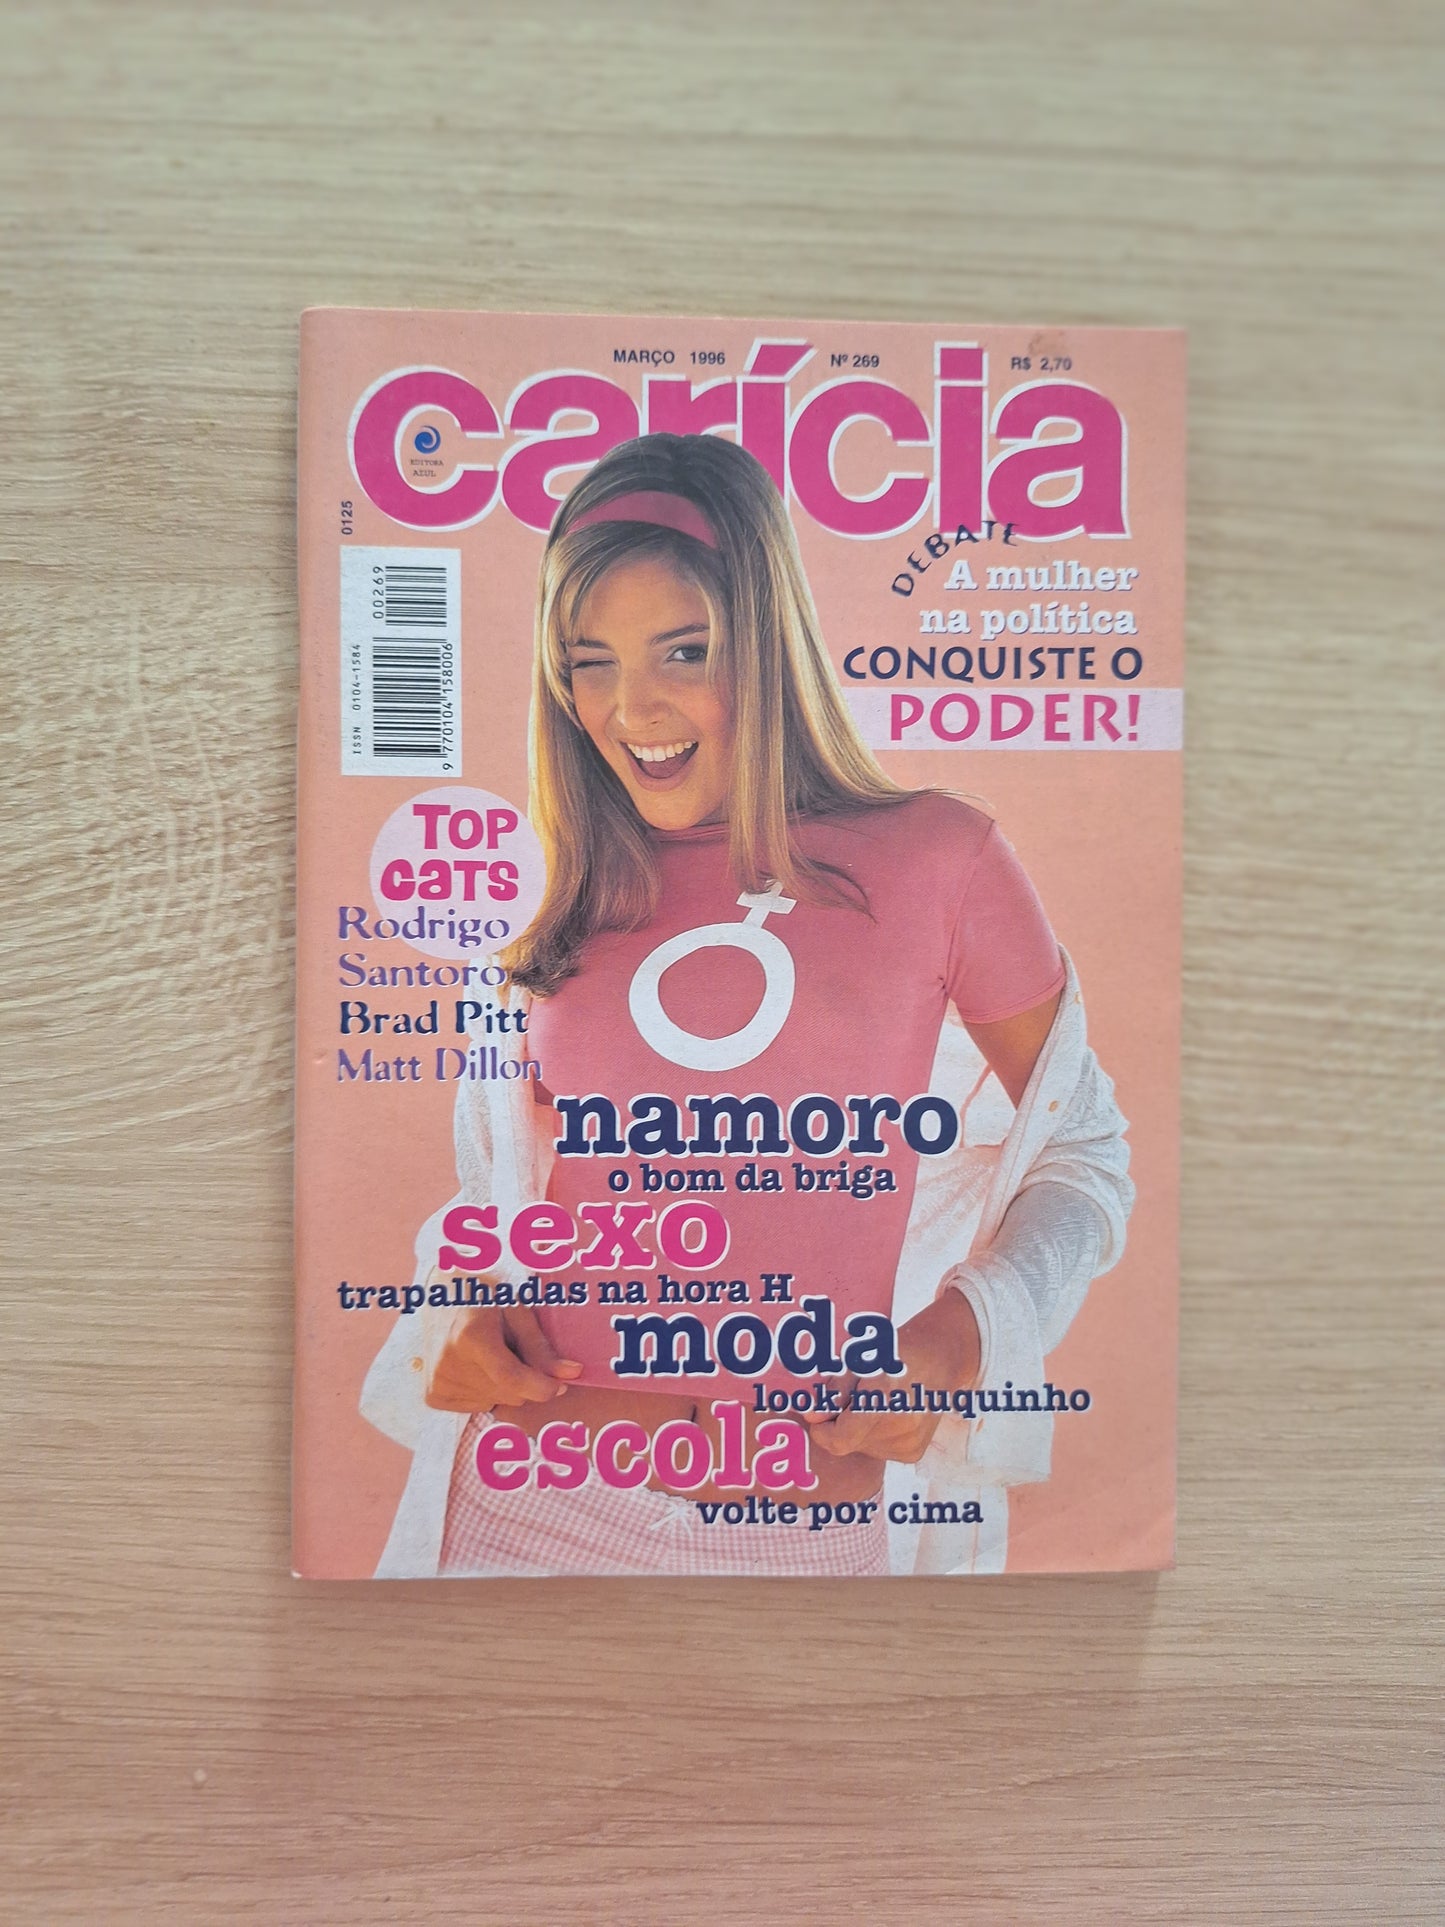 MARÇO 1996 Nº 269 R$ 2,70
carícia
EDITORA
AZUL
0125
ISSN 0104-1584
00269
9 770104 158006
DEBATE
A mulher
na política
CONQUISTE O
PODER!
TOP
CATS
Rodrigo
Santoro
Brad Pitt
Matt Dillon
namoro
o bom da briga
sexo
trapalhadas na hora H
moda
look maluquinho
escola
volte por cima